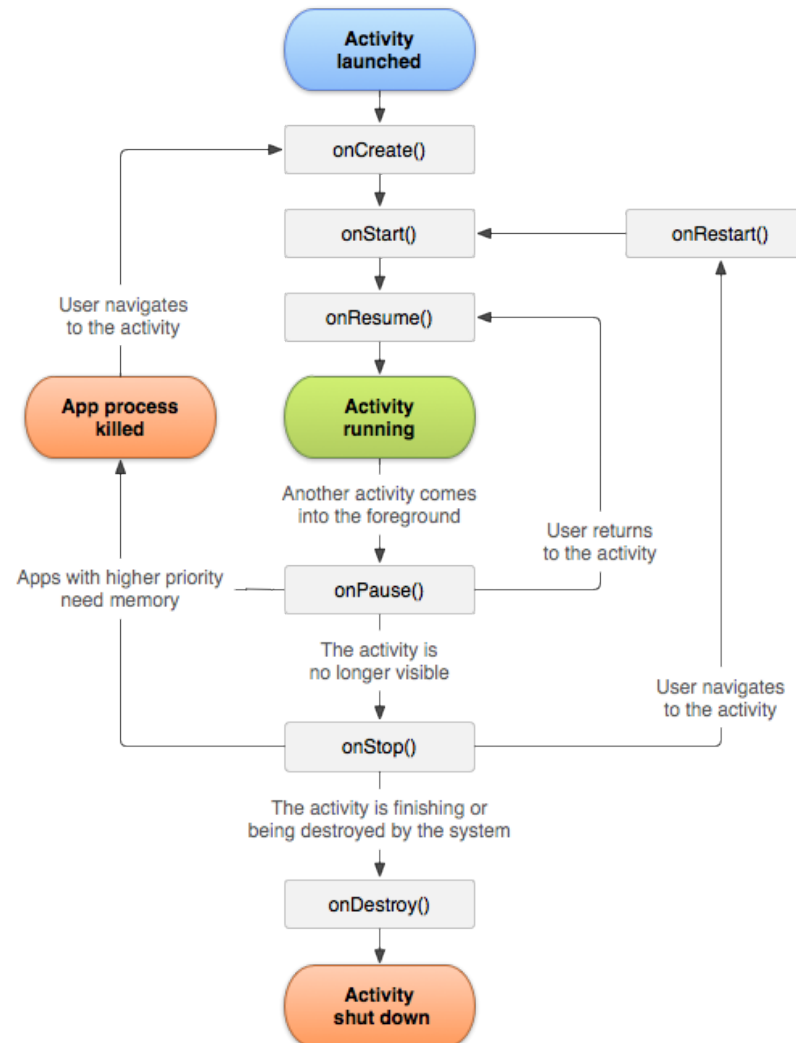 Activity
launched
onCreate()
onStart()
onRestart()
User navigates
to the activity
onResume()
App process
killed
Activity
running
Another activity comes
into the foreground
User returns
to the activity
Apps with higher priority
need memory
onPause()
The activity is
no longer visible
User navigates
to the activity
onStop()
The activity is finishing or
being destroyed by the system
onDestroy()
Activity
shut down